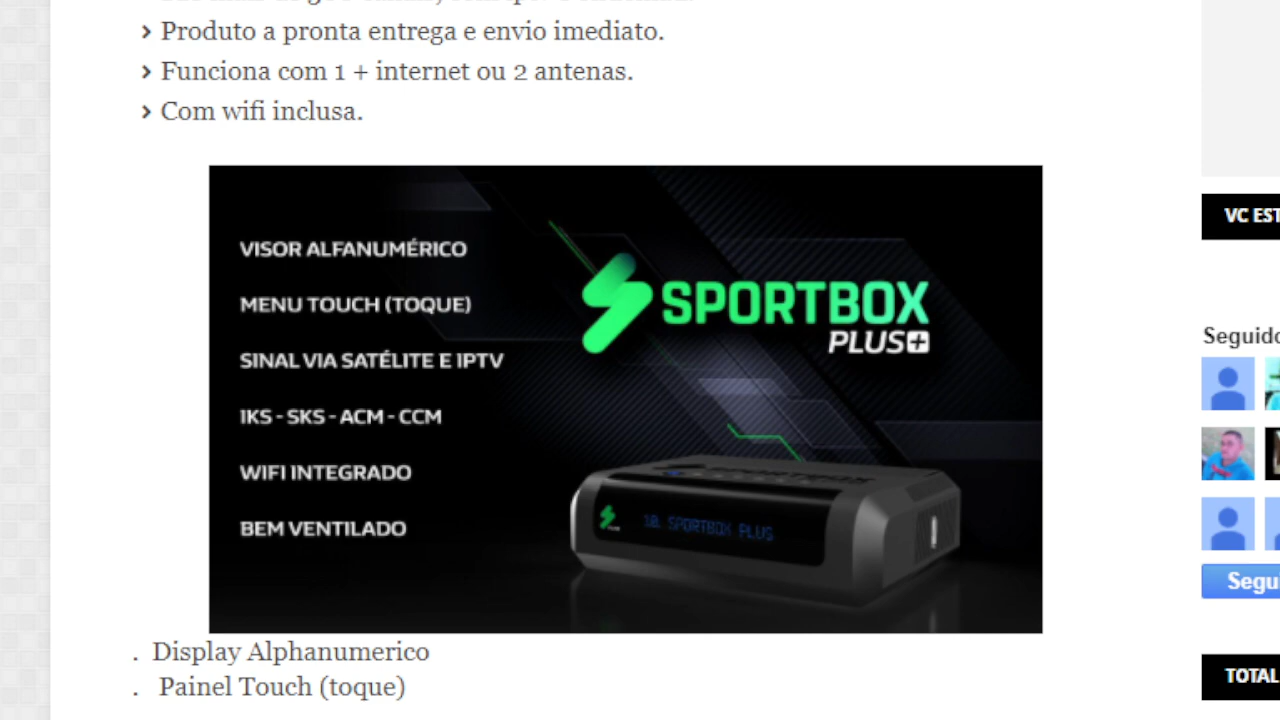 Produto a pronta entrega e envio imediato.
Funciona com 1 + internet ou 2 antenas.
Com wifi inclusa.
VISOR ALFANUMÉRICO
MENU TOUCH (TOQUE)
SINAL VIA SATÉLITE E IPTV
IKS - SKS - ACM - CCM
WIFI INTEGRADO
BEM VENTILADO
SPORTBOX
PLUS+
10. SPORTBOX PLUS
. Display Alphanumerico
. Painel Touch (toque)
VC EST
Seguido
Segui
TOTAL